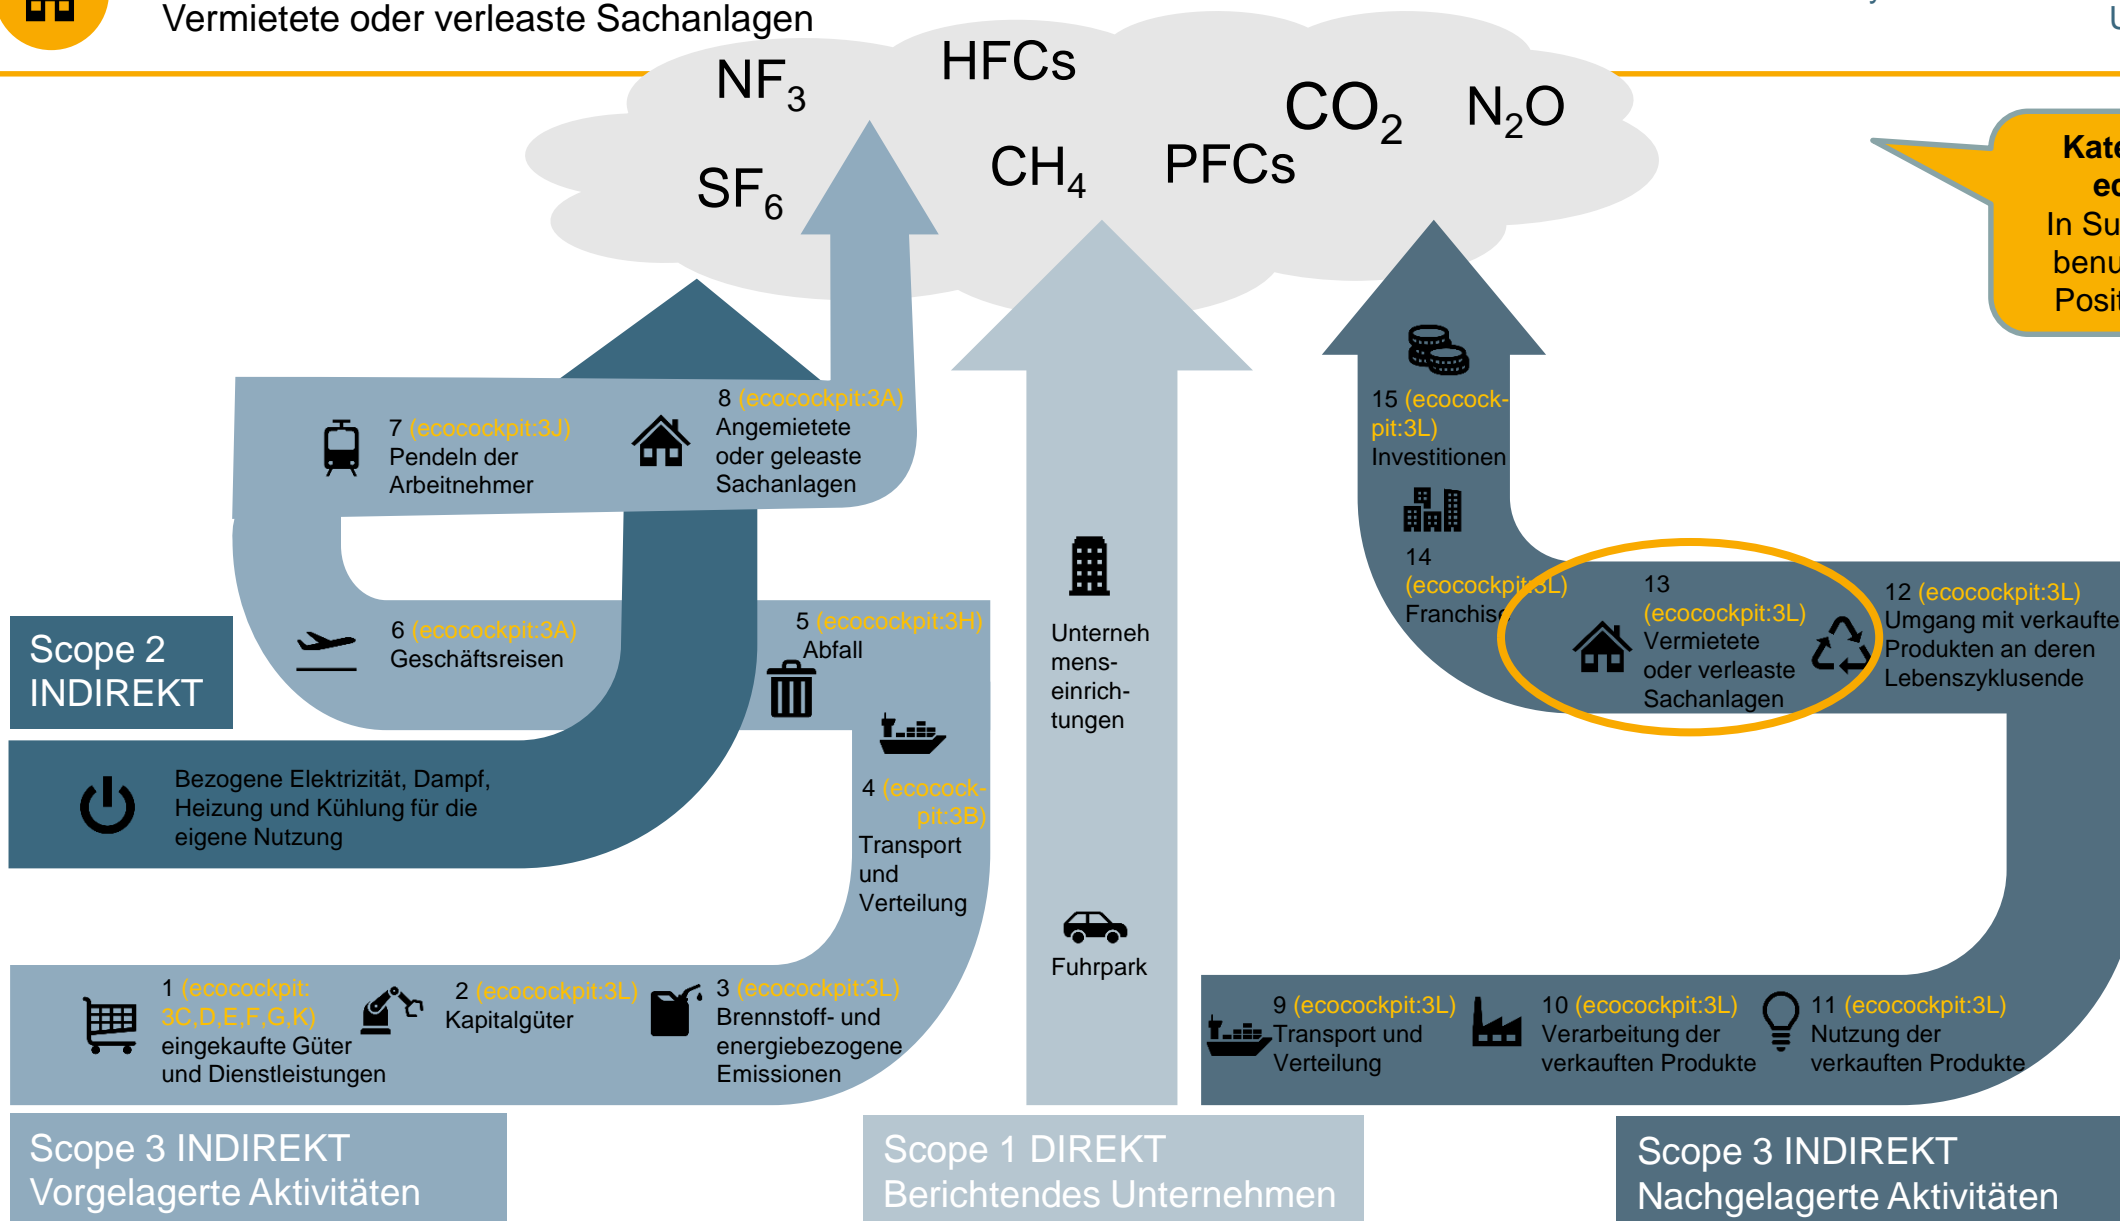 Vermietete oder verleaste Sachanlagen
NF3
HFCs
CO2
N2O
SF6
CH4
PFCs
In
Scope 2
INDIREKT
7 (ecocockpit:3J)
Pendeln der
Arbeitnehmer
8 (ecocockpit:3A)
Angemietete
oder geleaste
Sachanlagen
6 (ecocockpit:3A)
Geschäftsreisen
5 (ecocockpit:3H)
Abfall
Bezogene Elektrizität, Dampf,
Heizung und Kühlung für die
eigene Nutzung
4 (ecocock-
pit:3B)
Transport
und
Verteilung
1 (ecocockpit:
3C,D,E,F,G,K)
eingekaufte Güter
und Dienstleistungen
2 (ecocockpit:3L)
Kapitalgüter
3 (ecocockpit:3L)
Brennstoff- und
energiebezogene
Emissionen
Unterneh
mens-
einrich-
tungen
Fuhrpark
15 (ecocock-
pit:3L)
Investitionen
14
(ecocockpit:3L)
Franchise
13
(ecocockpit:3L)
Vermietete
oder verleaste
Sachanlagen
12 (ecocockpit:3L)
Umgang mit verkaufte
Produkten an deren
Lebenszyklusende
9 (ecocockpit:3L)
Transport und
Verteilung
10 (ecocockpit:3L)
Verarbeitung der
verkauften Produkte
11 (ecocockpit:3L)
Nutzung der
verkauften Produkte
Scope 3 INDIREKT
Vorgelagerte Aktivitäten
Scope 1 DIREKT
Berichtendes Unternehmen
Scope 3 INDIREKT
Nachgelagerte Aktivitäten